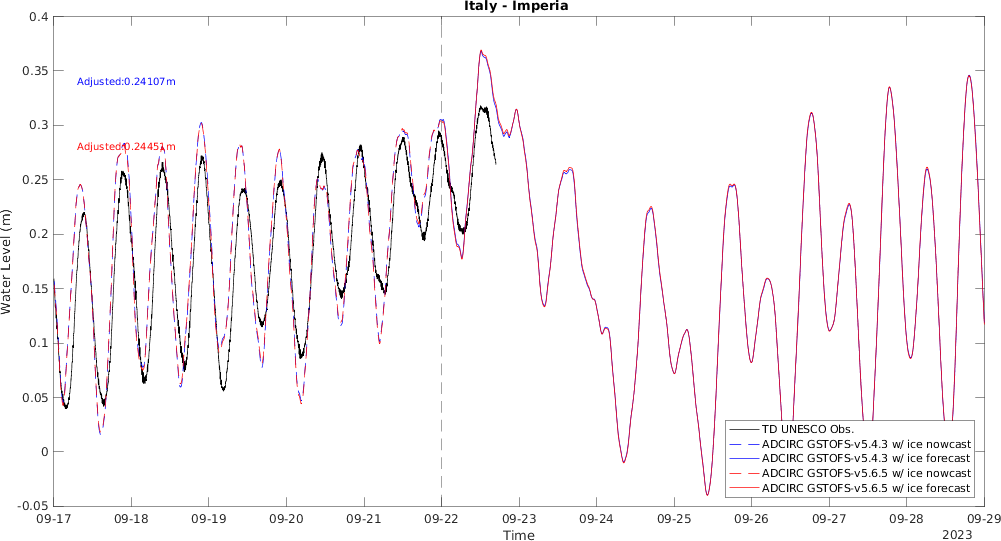 Italy - Imperia
Water Level (m)
0.4
0.35
0.3
0.25
0.2
0.15
0.1
0.05
0
-0.05
Adjusted:0.24107m
Adjusted:0.24451m
TD UNESCO Obs.
ADCIRC GSTOFS-v5.4.3 w/ ice nowcast
ADCIRC GSTOFS-v5.4.3 w/ ice forecast
ADCIRC GSTOFS-v5.6.5 w/ ice nowcast
ADCIRC GSTOFS-v5.6.5 w/ ice forecast
09-17 09-18 09-19 09-20 09-21 09-22 09-23 09-24 09-25 09-26 09-27 09-28 09-29
Time
2023